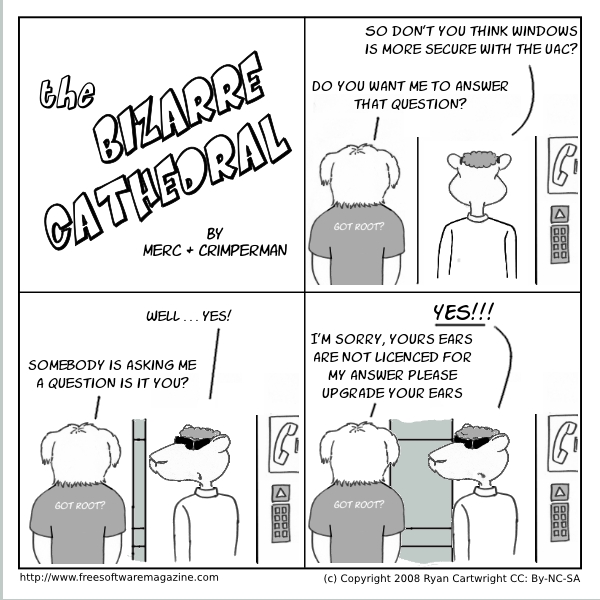 the
BIZARRE
CATHEDRAL
BY
MERC + CRIMPERMAN
SO DON'T YOU THINK WINDOWS
IS MORE SECURE WITH THE UAC?
DO YOU WANT ME TO ANSWER
THAT QUESTION?
GOT ROOT?
WELL . . . YES!
SOMEBODY IS ASKING ME
A QUESTION IS IT YOU?
GOT ROOT?
YES!!!
I'M SORRY, YOURS EARS
ARE NOT LICENCED FOR
MY ANSWER PLEASE
UPGRADE YOUR EARS
GOT ROOT?
http://www.freesoftwaremagazine.com
(c) Copyright 2008 Ryan Cartwright CC: By-NC-SA